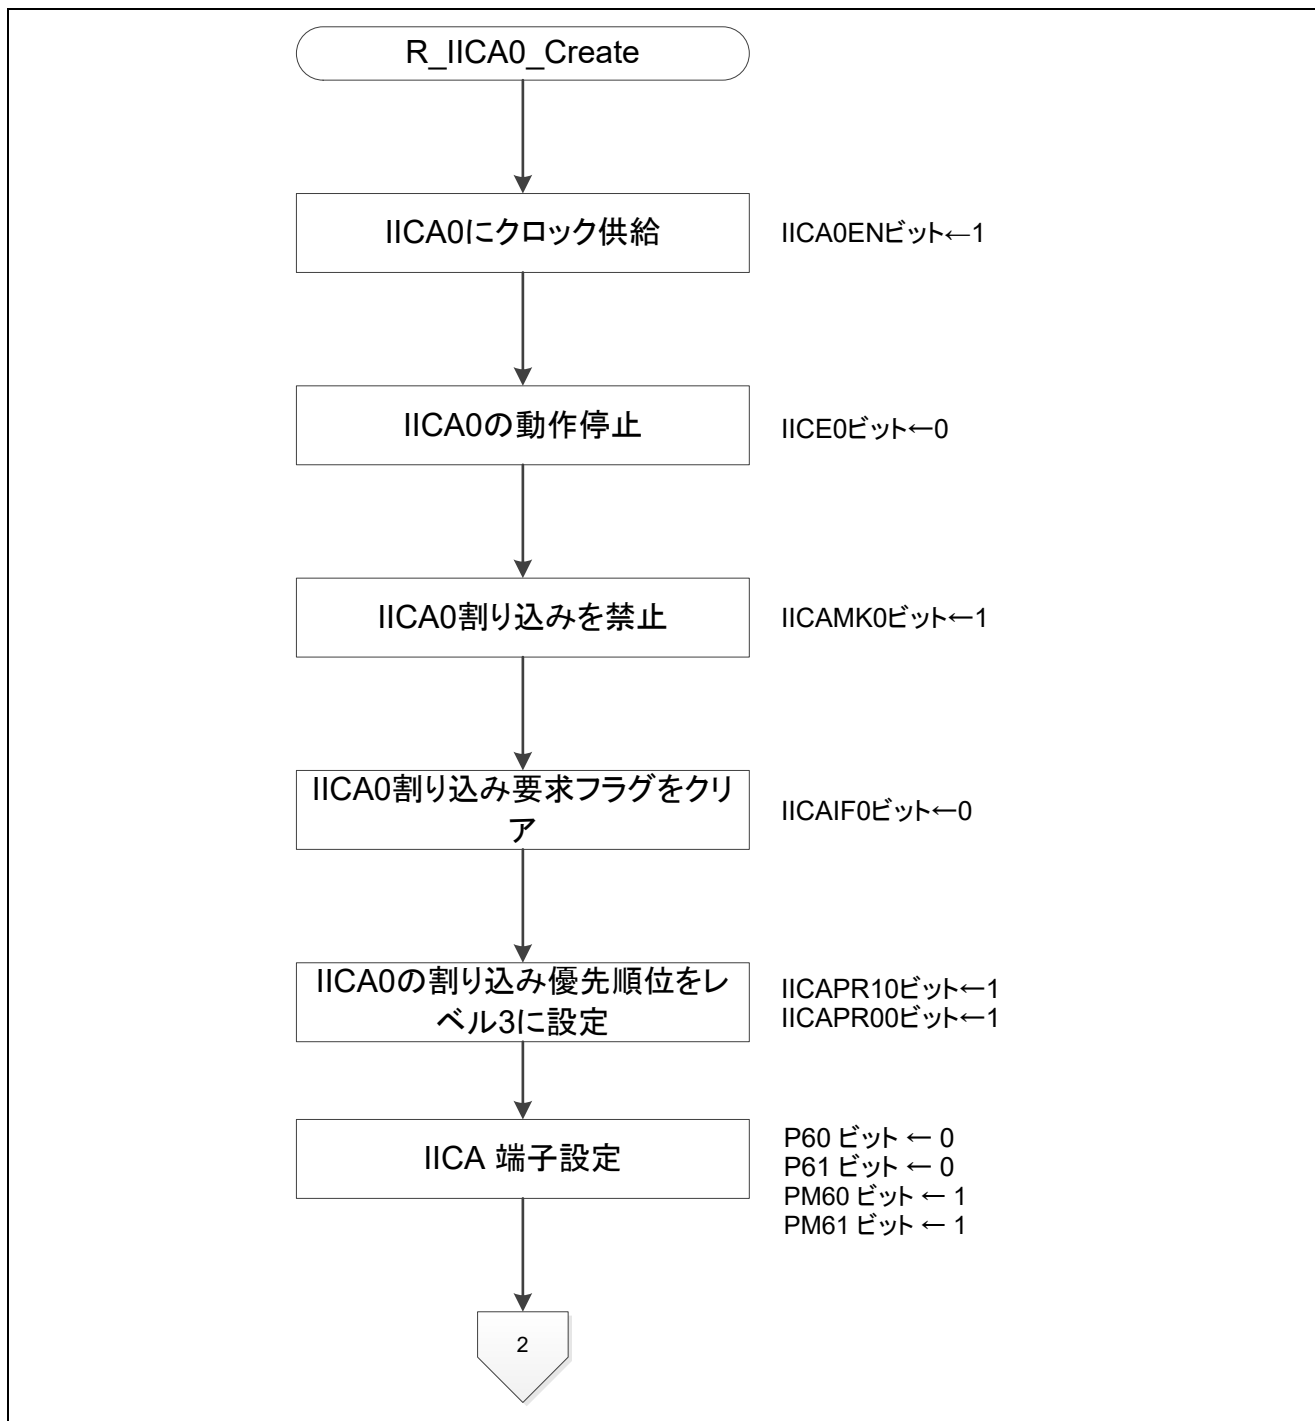 R_IICA0_Create
IICA0にクロック供給
IICA0ENビット←1
IICA0の動作停止
IICE0ビット←0
IICA0割り込みを禁止
IICAMK0ビット←1
IICA0割り込み要求フラグをクリ
ア
IICAIF0ビット←0
IICA0の割り込み優先順位をレ
ベル3に設定
IICAPR10ビット←1
IICAPR00ビット←1
IICA 端子設定
P60 ビット ← 0
P61 ビット ← 0
PM60 ビット ← 1
PM61 ビット ← 1
2